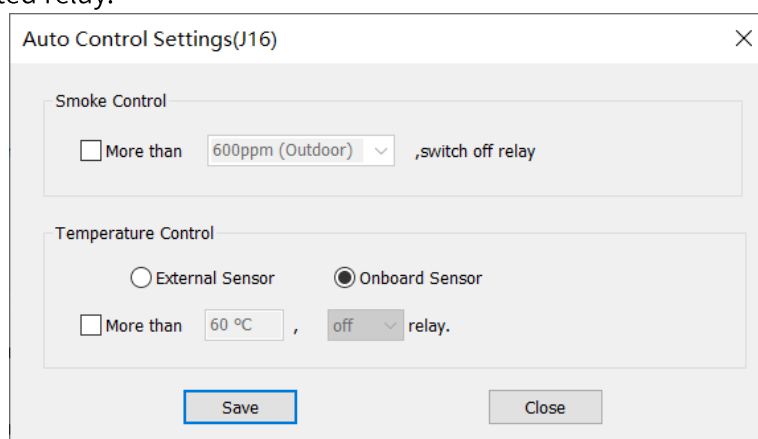 ted relay.
Auto Control Settings(J16)
Smoke Control
More than 600ppm (Outdoor) ,switch off relay
Temperature Control
External Sensor Onboard Sensor
More than 60 ºC , off relay.
Save Close